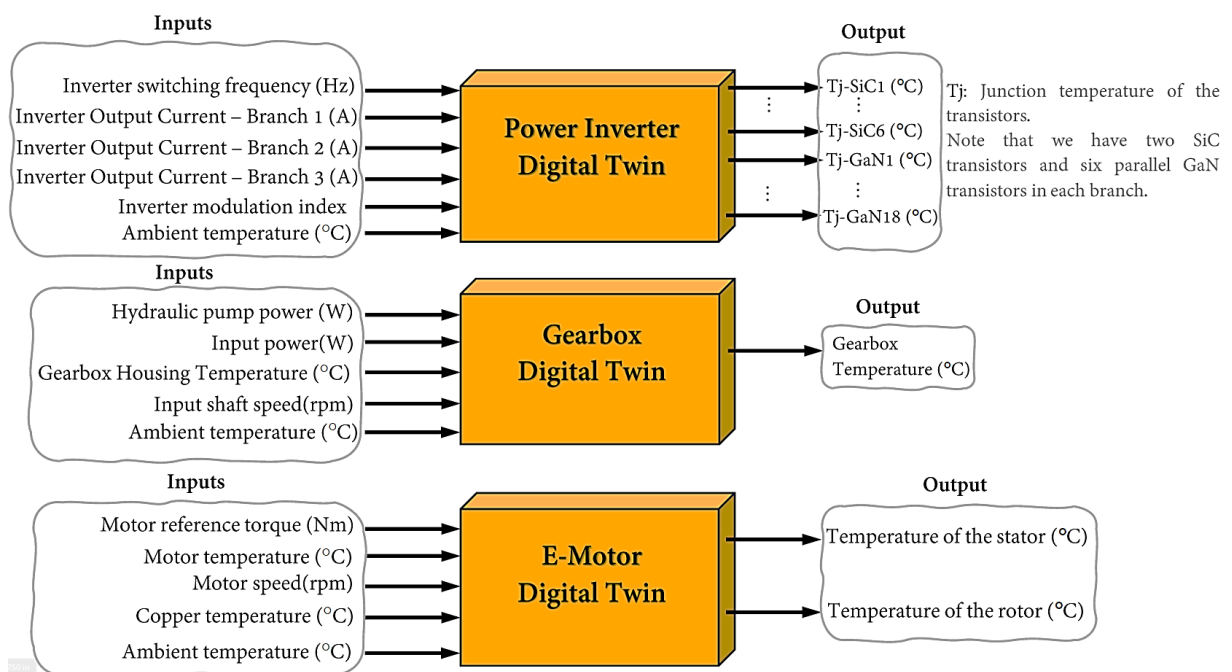 Inputs
Inverter switching frequency (Hz)
Inverter Output Current – Branch 1 (A)
Inverter Output Current – Branch 2 (A)
Inverter Output Current – Branch 3 (A)
Inverter modulation index
Ambient temperature (°C)
Power Inverter
Digital Twin
Output
Tj-SiC1 (°C)
Tj-SiC6 (°C)
Tj-GaN1 (°C)
Tj-GaN18 (°C)
Tj: Junction temperature of the
transistors.
Note that we have two SiC
transistors and six parallel GaN
transistors in each branch.
Inputs
Hydraulic pump power (W)
Input power(W)
Gearbox Housing Temperature (°C)
Input shaft speed(rpm)
Ambient temperature (°C)
Gearbox
Digital Twin
Output
Gearbox
Temperature (°C)
Inputs
Motor reference torque (Nm)
Motor temperature (°C)
Motor speed(rpm)
Copper temperature (°C)
Ambient temperature (°C)
E-Motor
Digital Twin
Output
Temperature of the stator (°C)
Temperature of the rotor (°C)